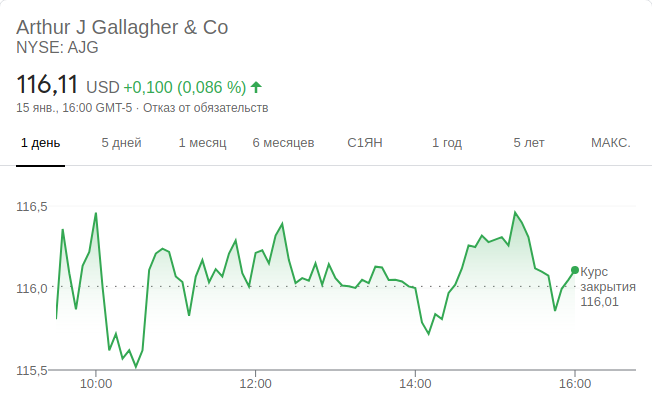 Arthur J Gallagher & Co
NYSE: AJG
116,11 USD +0,100 (0,086 %)
15 янв., 16:00 GMT-5 · Отказ от обязательств
1 день 5 дней 1 месяц 6 месяцев С1ЯН 1 год 5 лет МАКС.
116,5
116,0
115,5
Курс
закрытия
116,01
10:00 12:00 14:00 16:00